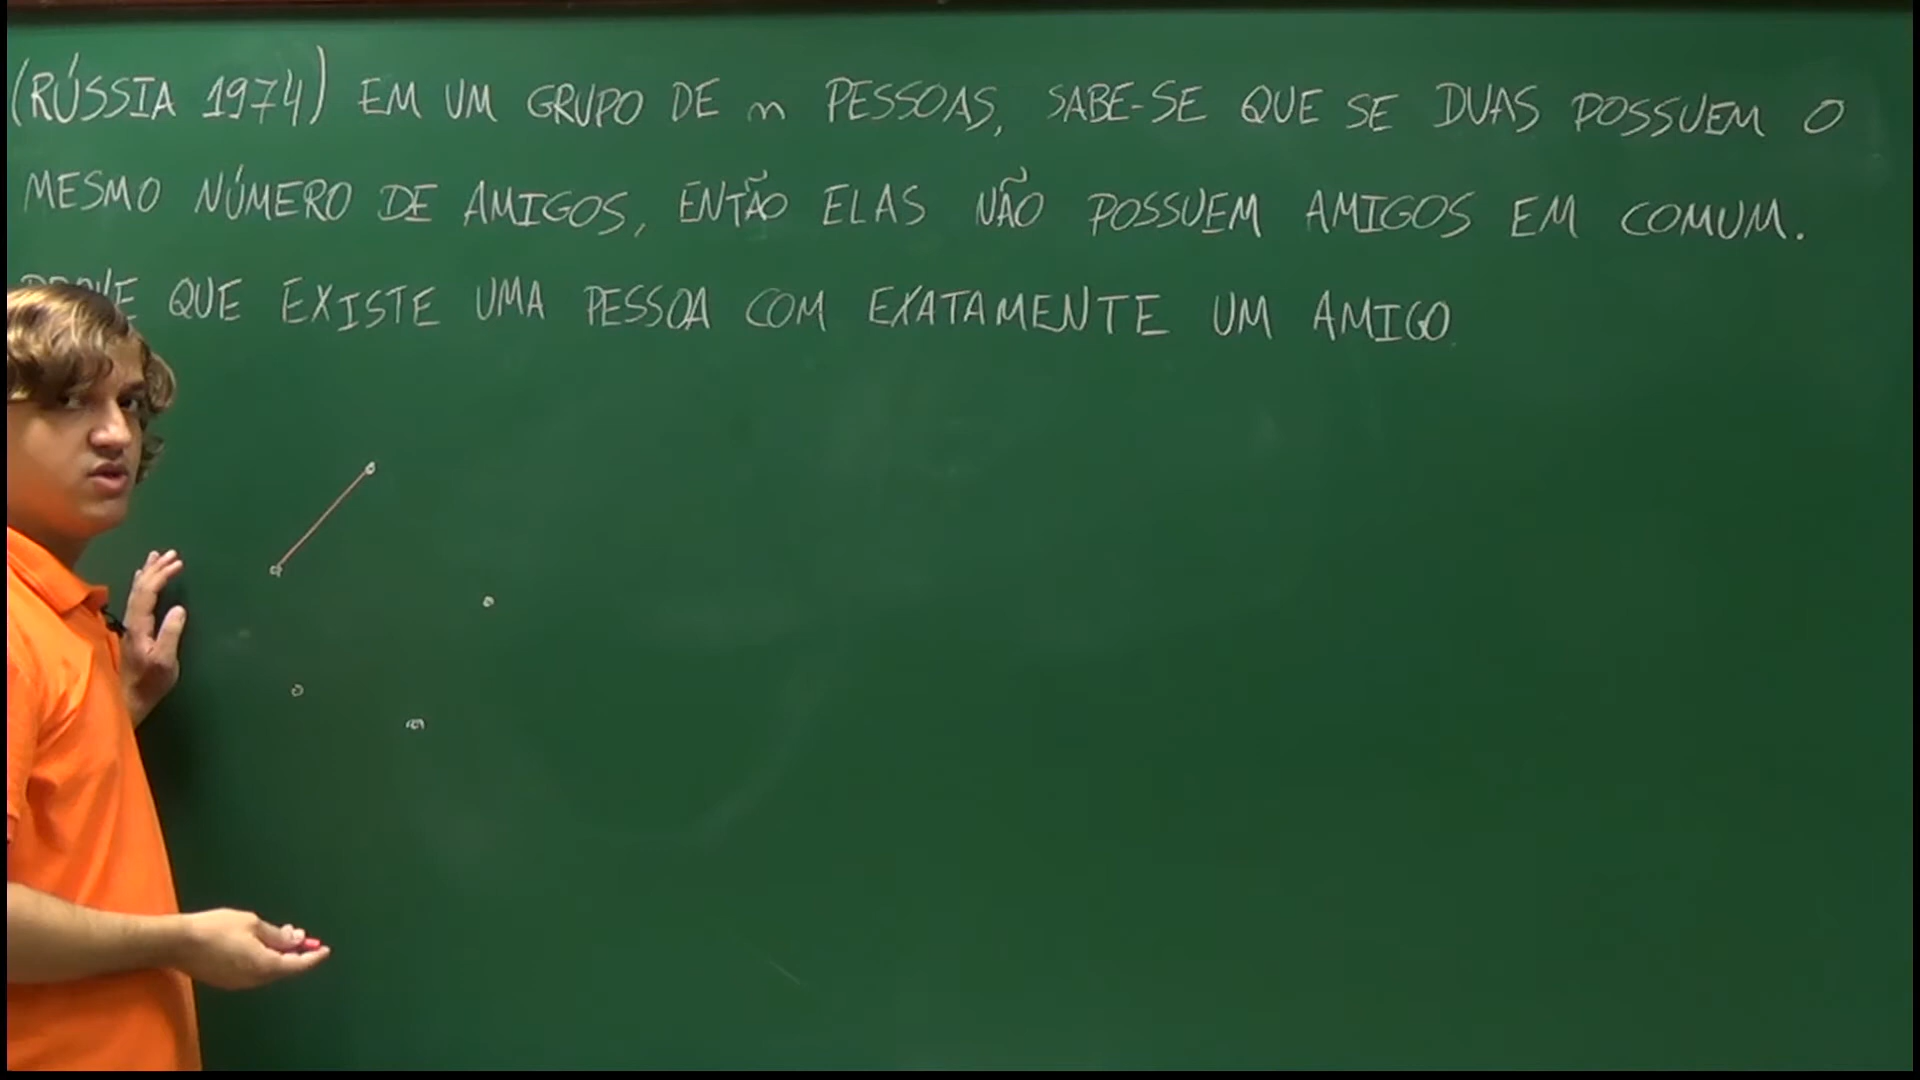 (RÚSSIA 1974) EM UM GRUPO DE n PESSOAS, SABE-SE QUE SE DUAS POSSUEM O
MESMO NÚMERO DE AMIGOS, ENTÃO ELAS NÃO POSSUEM AMIGOS EM COMUM.
PROVE QUE EXISTE UMA PESSOA COM EXATAMENTE UM AMIGO